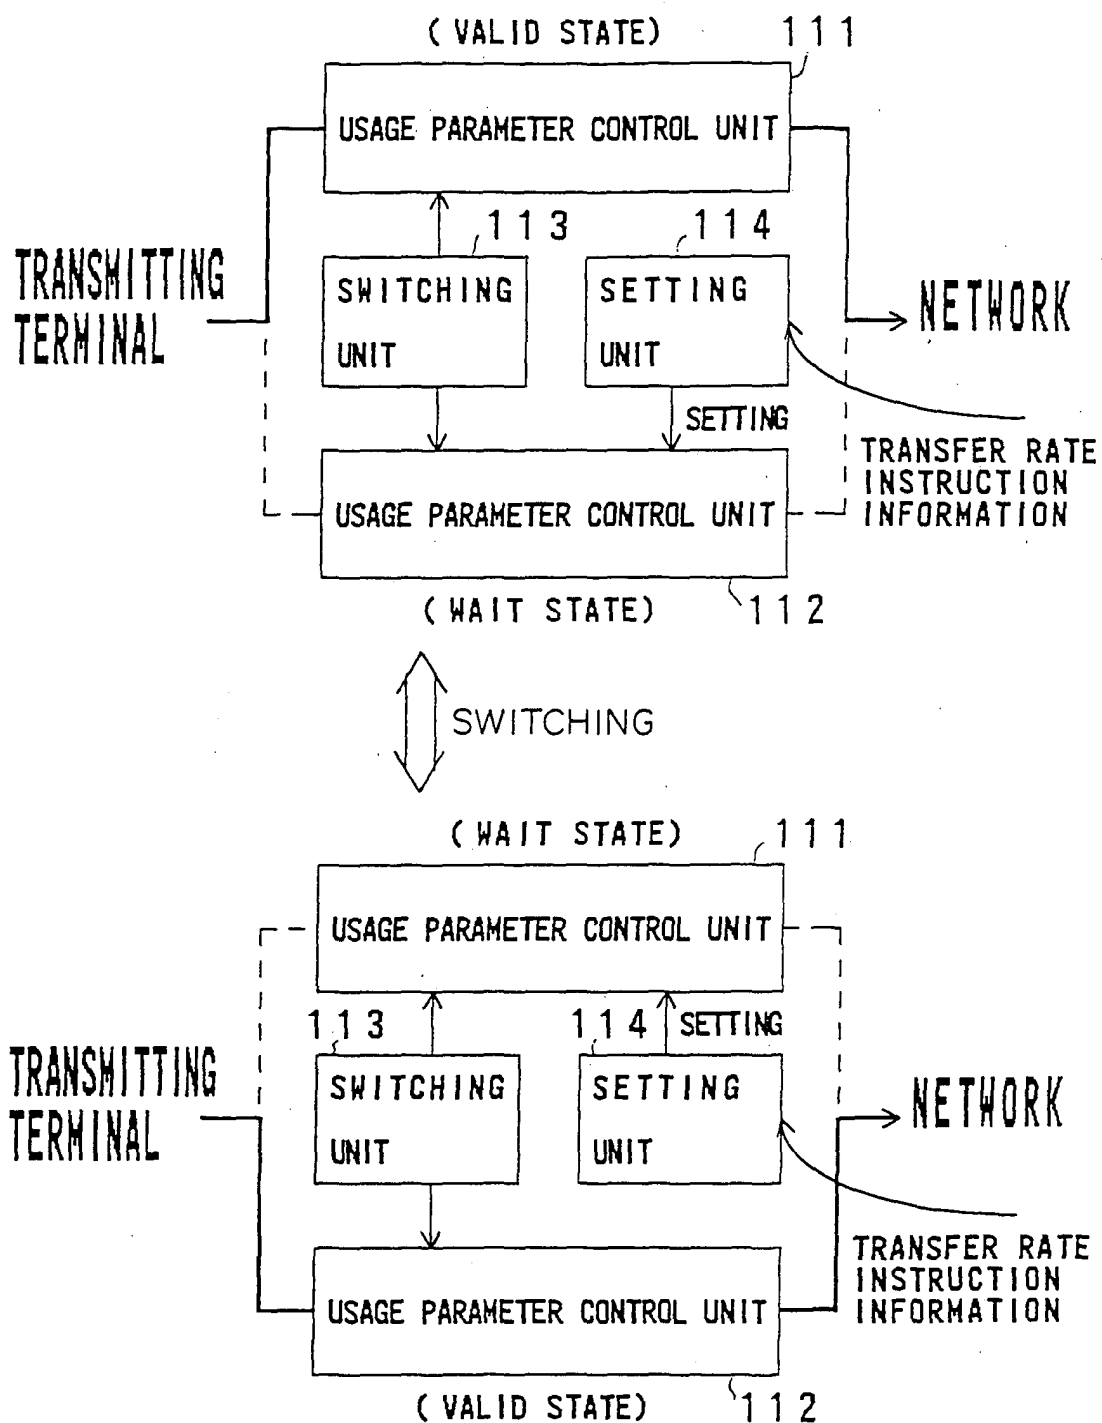 (VALID STATE)
111
USAGE PARAMETER CONTROL UNIT
113
114
TRANSMITTING
TERMINAL
SWITCHING
UNIT
SETTING
UNIT
NETWORK
SETTING
TRANSFER RATE
INSTRUCTION
INFORMATION
USAGE PARAMETER CONTROL UNIT
(WAIT STATE)
112
SWITCHING
(WAIT STATE)
111
USAGE PARAMETER CONTROL UNIT
113
114
SETTING
TRANSMITTING
TERMINAL
SWITCHING
UNIT
SETTING
UNIT
NETWORK
TRANSFER RATE
INSTRUCTION
INFORMATION
USAGE PARAMETER CONTROL UNIT
(VALID STATE)
112